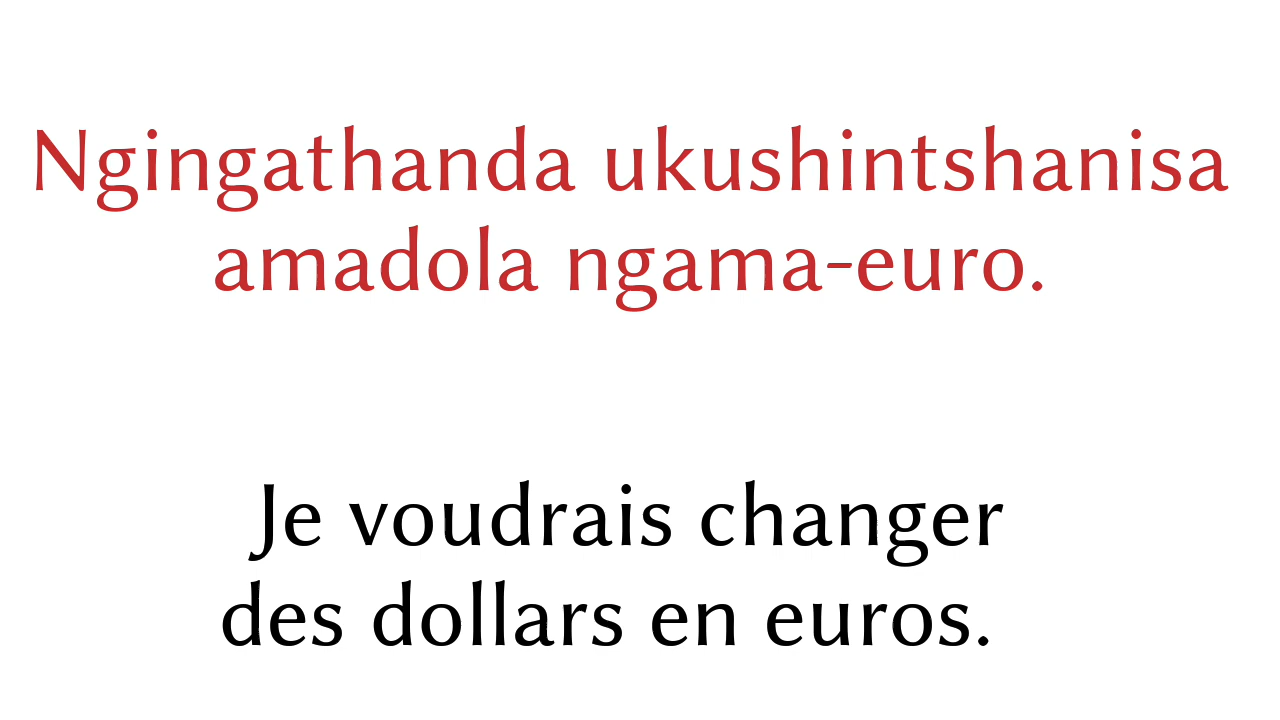 Ngingathanda ukushintshanisa
amadola ngama-euro.
Je voudrais changer
des dollars en euros.